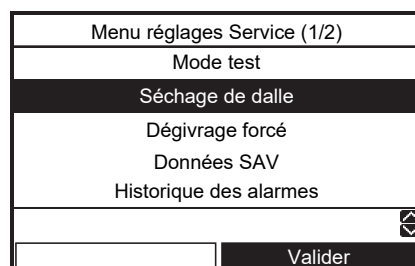 Menu réglages Service (1/2)
Mode test
Séchage de dalle
Dégivrage forcé
Données SAV
Historique des alarmes
Valider